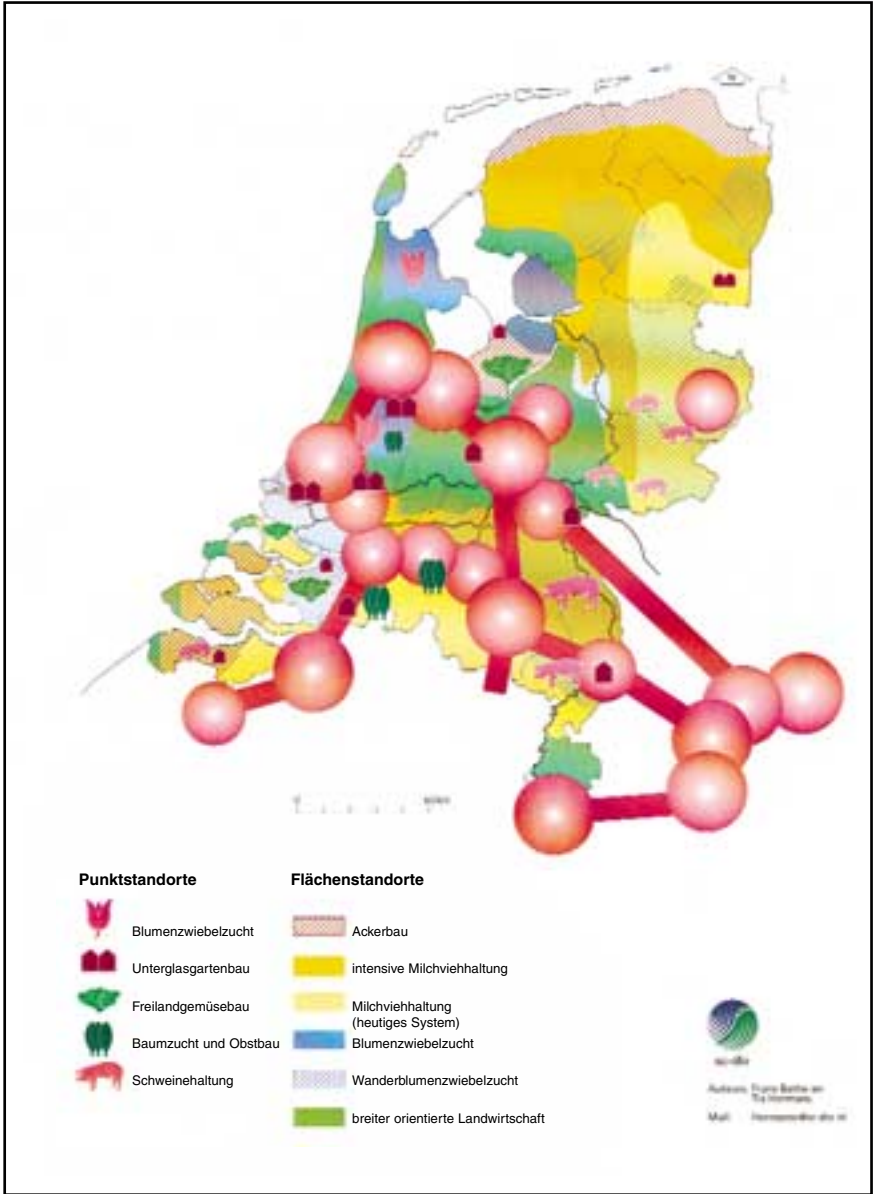 Punktstandorte
Blumenzwiebelzucht
Unterglasgartenbau
Freilandgemüsebau
Baumzucht und Obstbau
Schweinehaltung
Flächenstandorte
Ackerbau
intensive Milchviehhaltung
Milchviehhaltung
(heutiges System)
Blumenzwiebelzucht
Wanderblumenzwiebelzucht
breiter orientierte Landwirtschaft